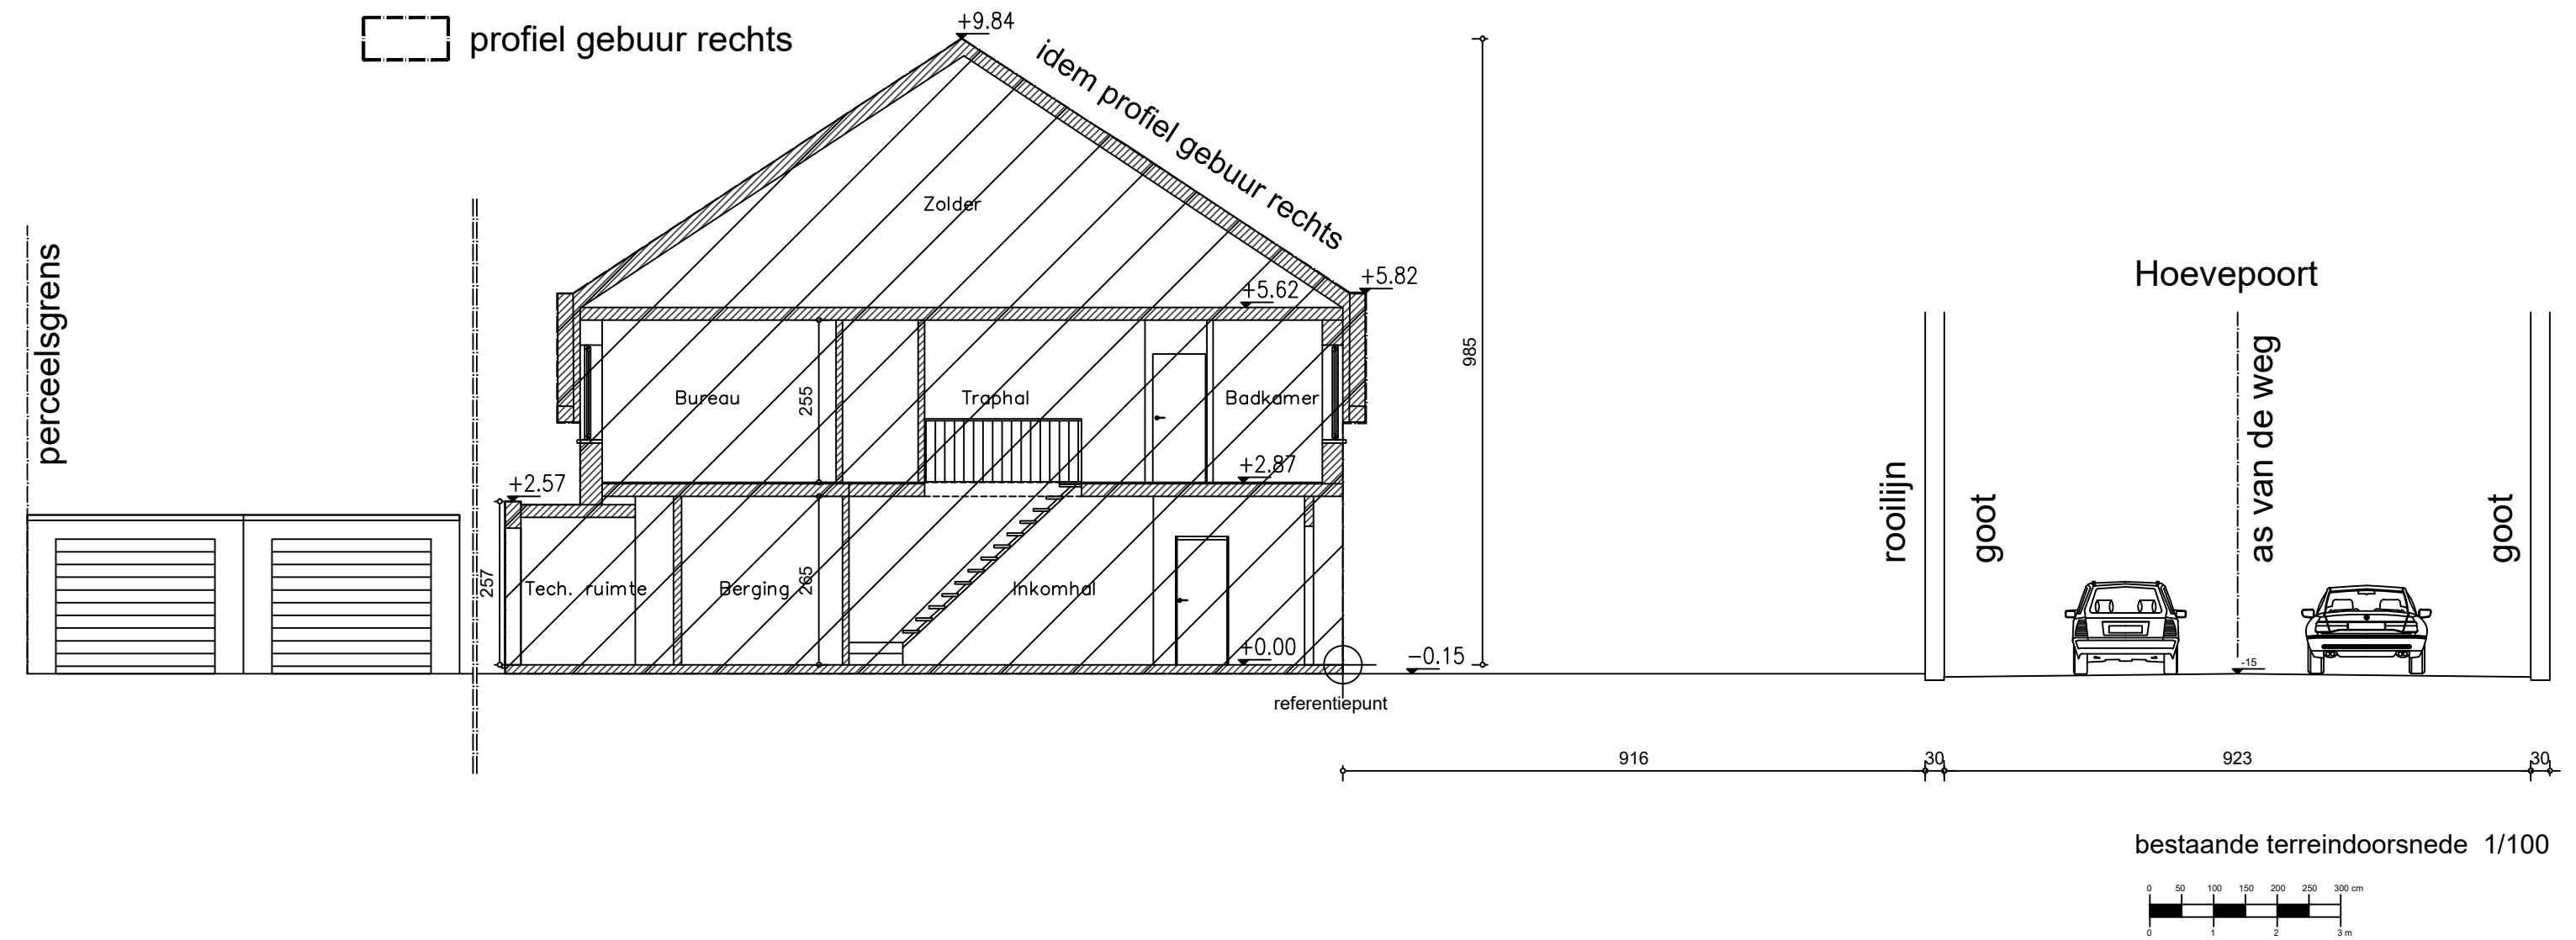 profiel gebuur rechts
+9.84
idem profiel gebuur rechts
Zolder
perceelsgrens
+5.82
+5.62
Hoevepoort
985
as van de weg
Bureau
255
Traphal
Badkamer
+2.87
+2.57
rooilijn
goot
goot
257
Tech. ruimte
Berging
265
Inkomhal
+0.00
-0.15
-15
referentiepunt
916
30
923
30
bestaande terreindoorsnede 1/100
0 50 100 150 200 250 300 cm
0 1 2 3 m